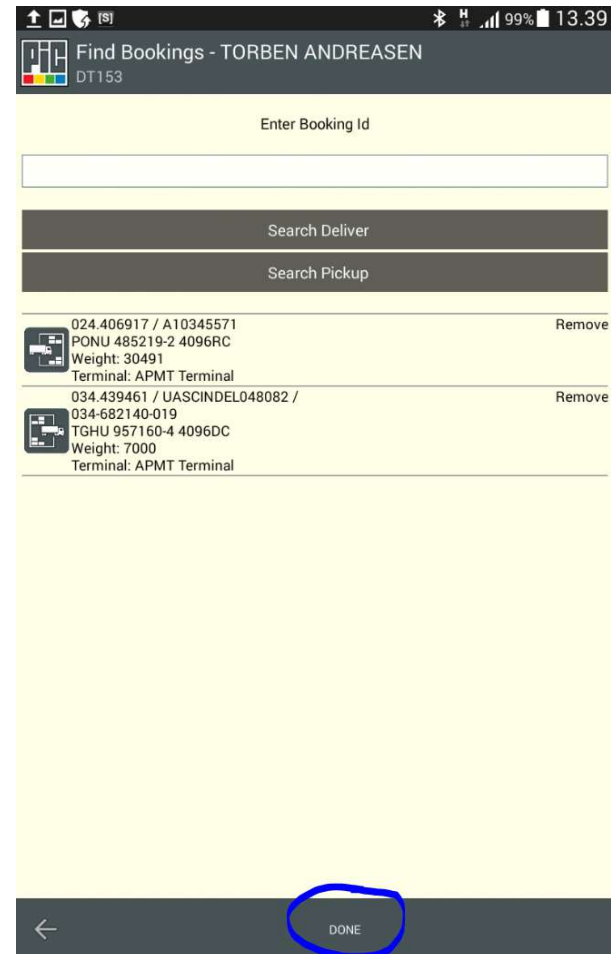 [S] H 99% 13.39
Find Bookings - TORBEN ANDREASEN
DT153
Enter Booking Id
Search Deliver
Search Pickup
024.406917 / A10345571 Remove
PONU 485219-2 4096RC
Weight: 30491
Terminal: APMT Terminal
034.439461 / UASCINDEL048082 / Remove
034-682140-019
TGHU 957160-4 4096DC
Weight: 7000
Terminal: APMT Terminal
DONE